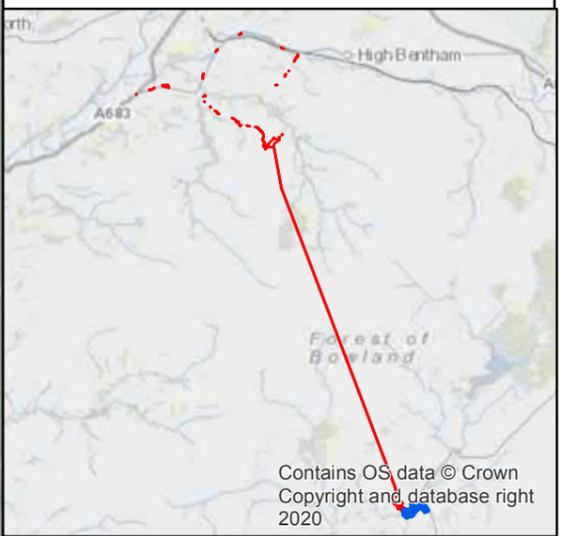 orth,
High Bentham
A683
A
Forest of
Bowland
Contains OS data © Crown
Copyright and database right
2020